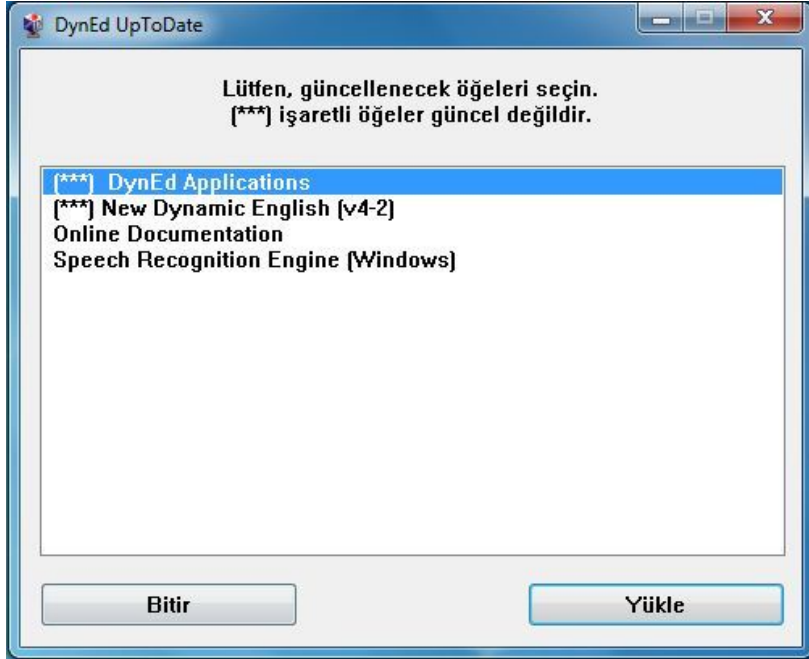 DynEd UpToDate
Lütfen, güncellenecek öğeleri seçin.
(***) işaretli öğeler güncel değildir.
(***) DynEd Applications
(***) New Dynamic English (v4-2)
Online Documentation
Speech Recognition Engine (Windows)
Bitir
Yükle